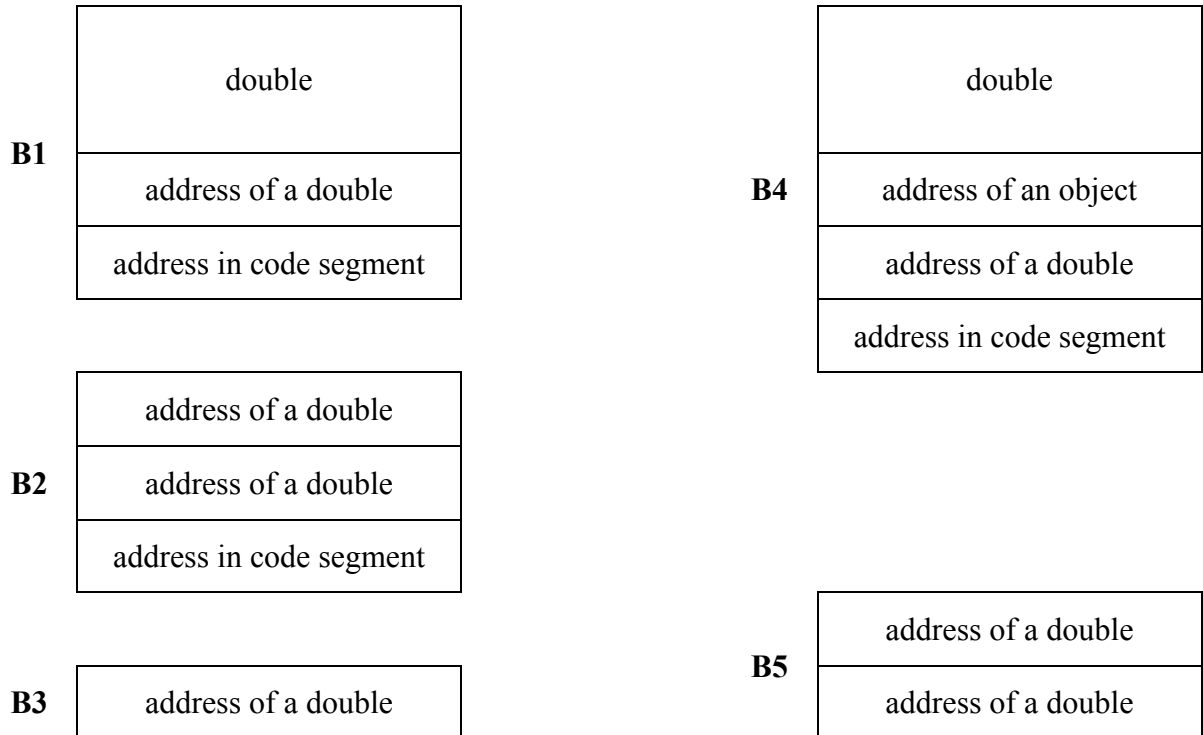 double
B1
address of a double
address in code segment
address of a double
B2
address of a double
address in code segment
B3
address of a double
double
B4
address of an object
address of a double
address in code segment
address of a double
B5
address of a double